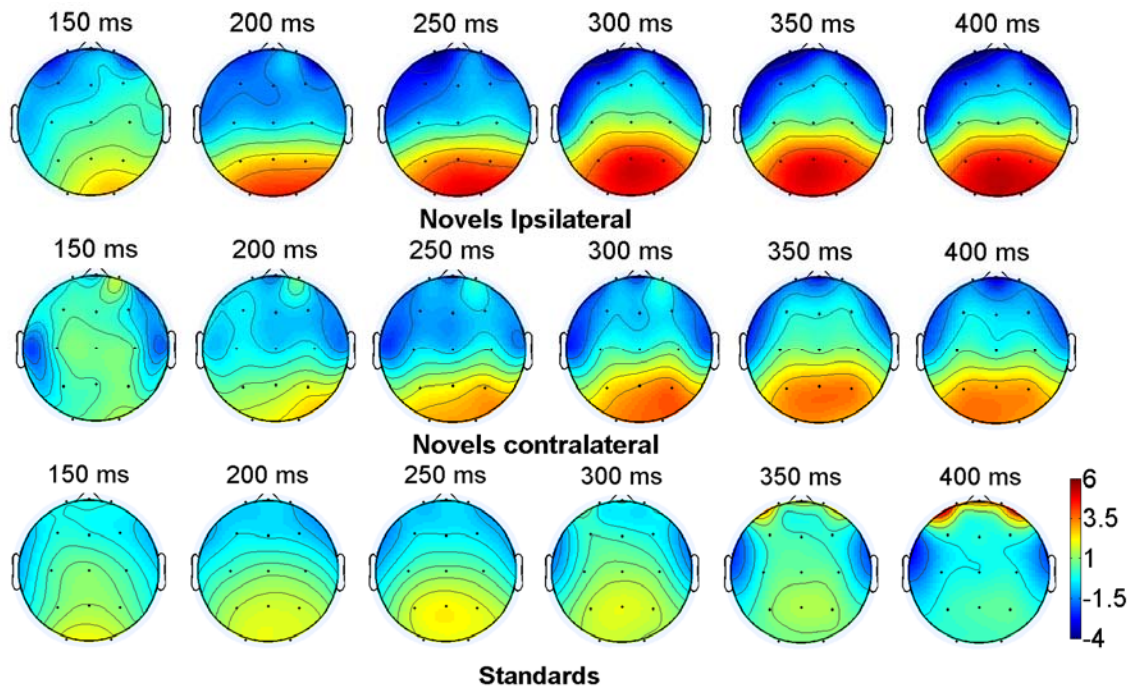 150 ms 200 ms 250 ms 300 ms 350 ms 400 ms
Novels Ipsilateral
150 ms 200 ms 250 ms 300 ms 350 ms 400 ms
Novels contralateral
150 ms 200 ms 250 ms 300 ms 350 ms 400 ms
6
3.5
1
-1.5
-4
Standards